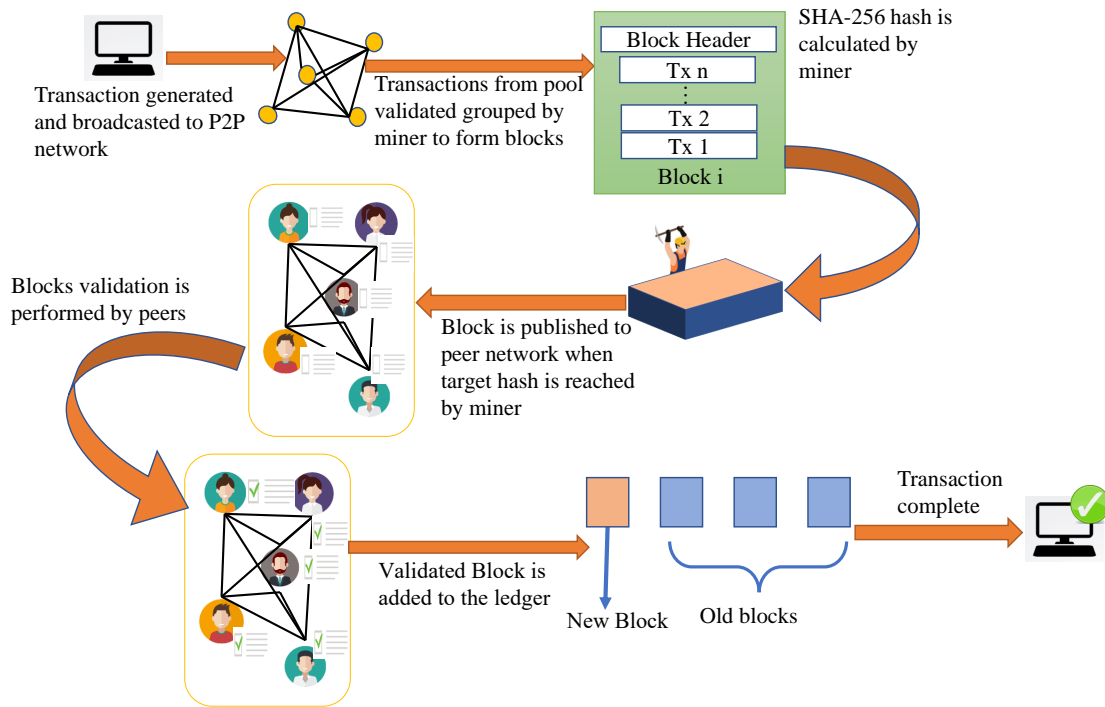 Transaction generated
and broadcasted to P2P
network
Transactions from pool
validated grouped by
miner to form blocks
Block Header
Tx n
⋮
Tx 2
Tx 1
Block i
SHA-256 hash is
calculated by
miner
Block is published to
peer network when
target hash is reached
by miner
Blocks validation is
performed by peers
Validated Block is
added to the ledger
New Block
Old blocks
Transaction
complete